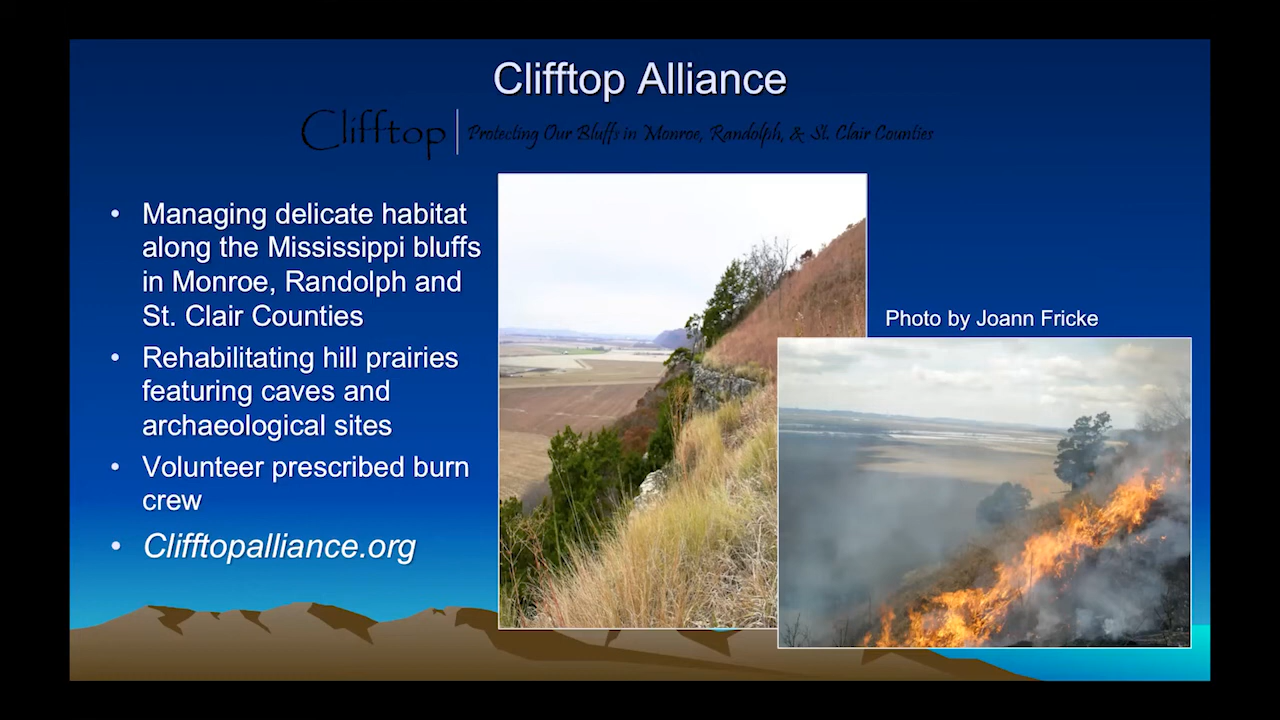 Clifftop Alliance
Clifftop | Protecting Our Bluffs in Monroe, Randolph, & St. Clair Counties
• Managing delicate habitat
along the Mississippi bluffs
in Monroe, Randolph and
St. Clair Counties
• Rehabilitating hill prairies
featuring caves and
archaeological sites
• Volunteer prescribed burn
crew
• Clifftopalliance.org
Photo by Joann Fricke